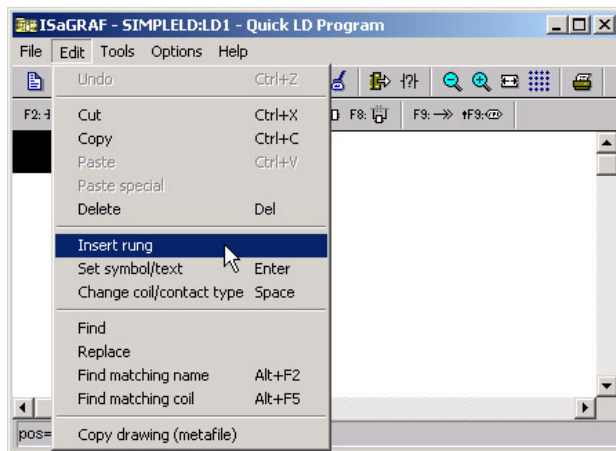 ISaGRAF - SIMPLELD:LD1 - Quick LD Program
File Edit Tools Options Help
Undo Ctrl+Z
F2: F8: F9: ↑F9:
Cut Ctrl+X
Copy Ctrl+C
Paste Ctrl+V
Paste special
Delete Del
Insert rung
Set symbol/text Enter
Change coil/contact type Space
Find
Replace
Find matching name Alt+F2
Find matching coil Alt+F5
pos=
Copy drawing (metafile)